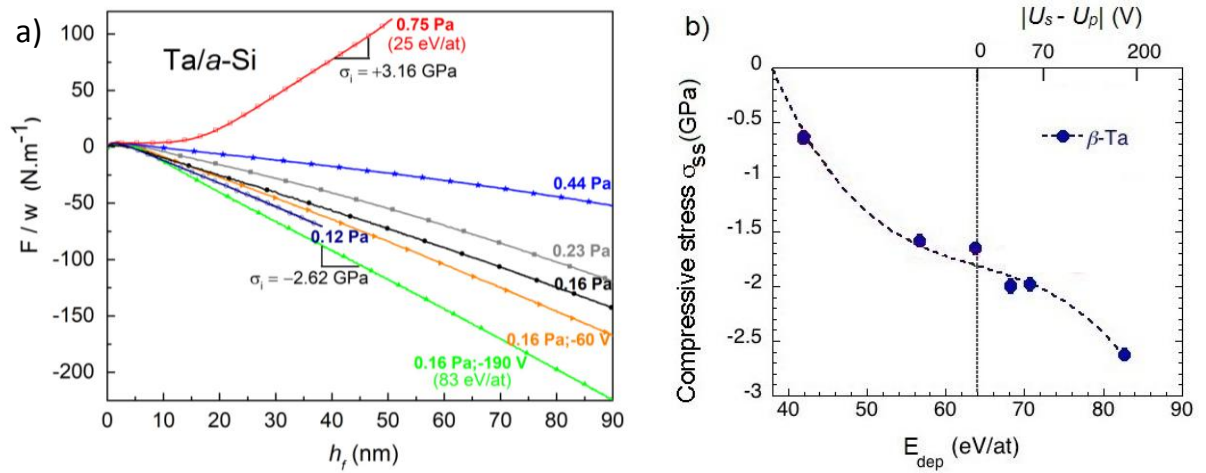 a)
Ta/a-Si
0.75 Pa
(25 eV/at)
σi = +3.16 GPa
0.44 Pa
0.23 Pa
0.12 Pa
0.16 Pa
σi = −2.62 GPa
0.16 Pa;-60 V
0.16 Pa;-190 V
(83 eV/at)
F / w (N.m-1)
100
50
0
-50
-100
-150
-200
0 10 20 30 40 50 60 70 80 90
hf (nm)
b)
|Us - Up| (V)
0 70 200
β-Ta
Compressive stress σss(GPa)
0
-0.5
-1
-1.5
-2
-2.5
-3
40 50 60 70 80 90
Edep (eV/at)